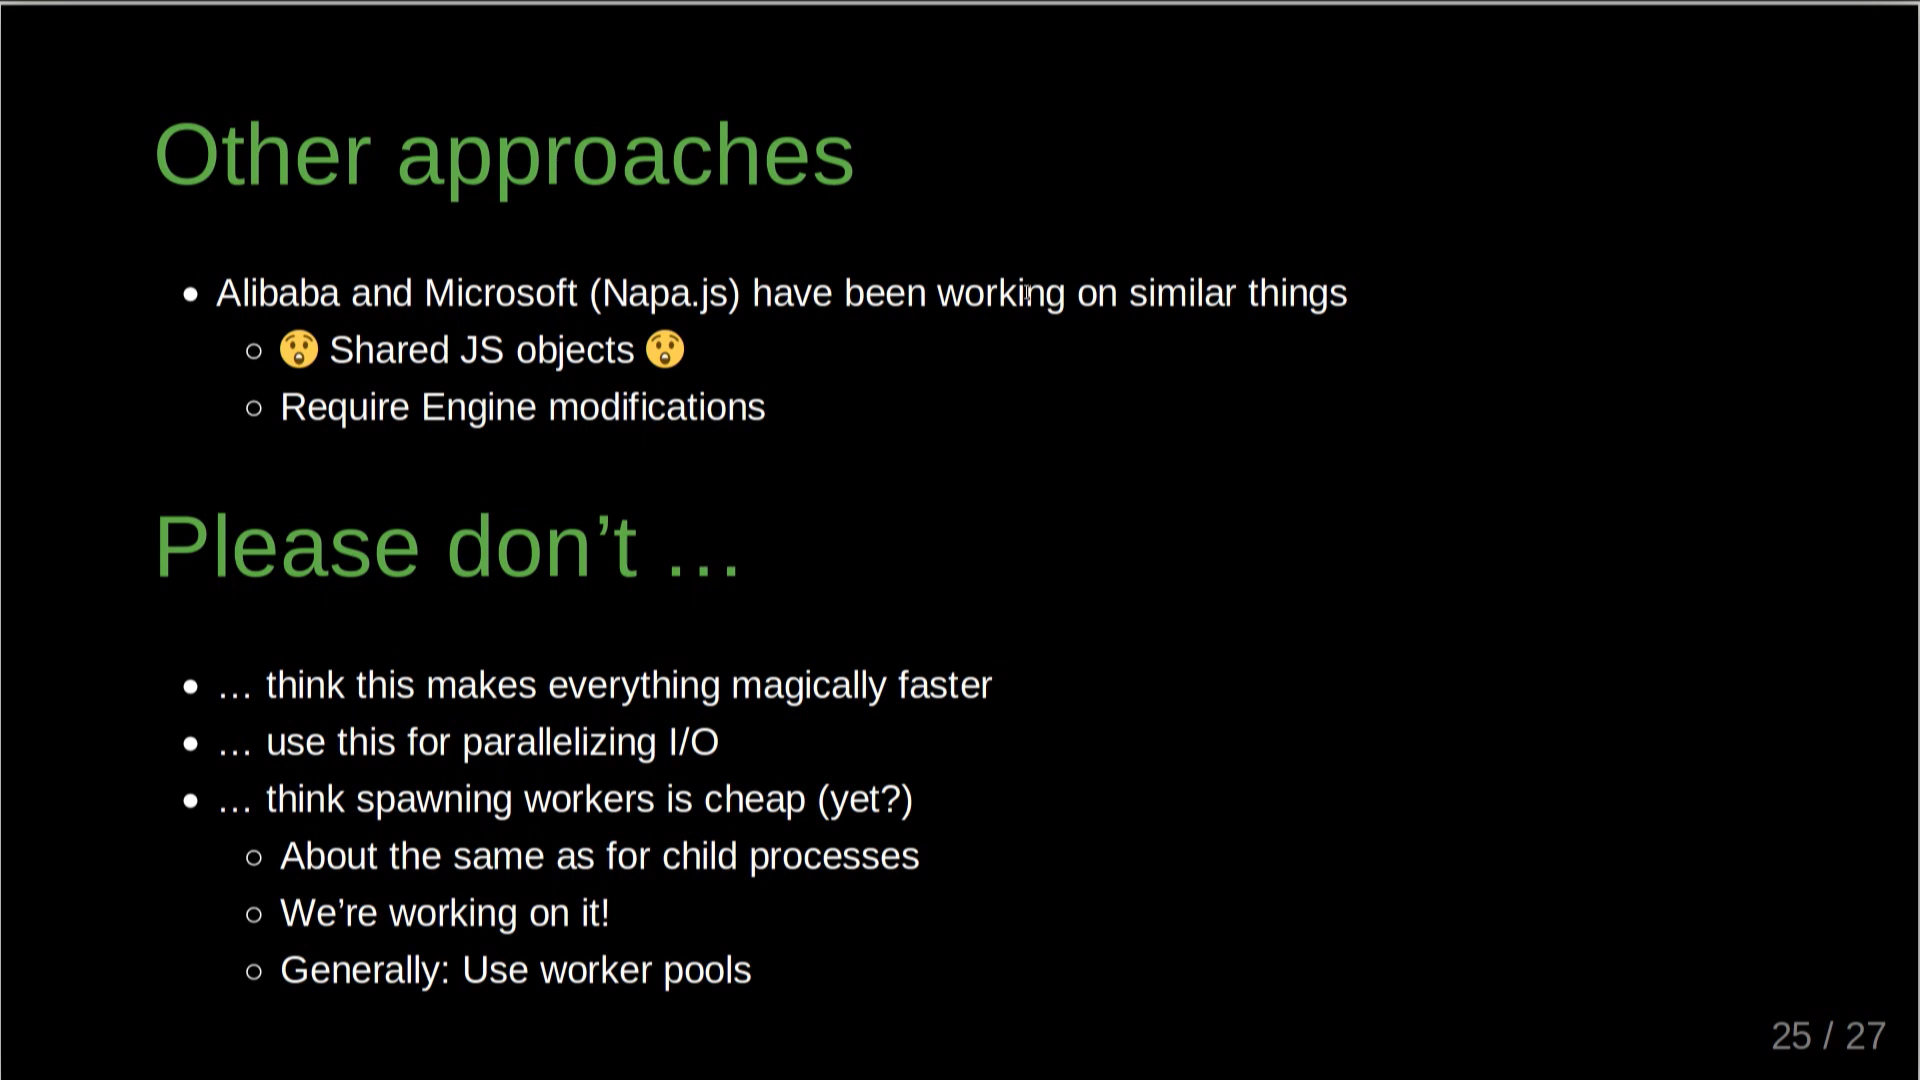 Other approaches
• Alibaba and Microsoft (Napa.js) have been working on similar things
○ 😲 Shared JS objects 😲
○ Require Engine modifications
Please don’t …
• … think this makes everything magically faster
• … use this for parallelizing I/O
• … think spawning workers is cheap (yet?)
○ About the same as for child processes
○ We’re working on it!
○ Generally: Use worker pools
25 / 27